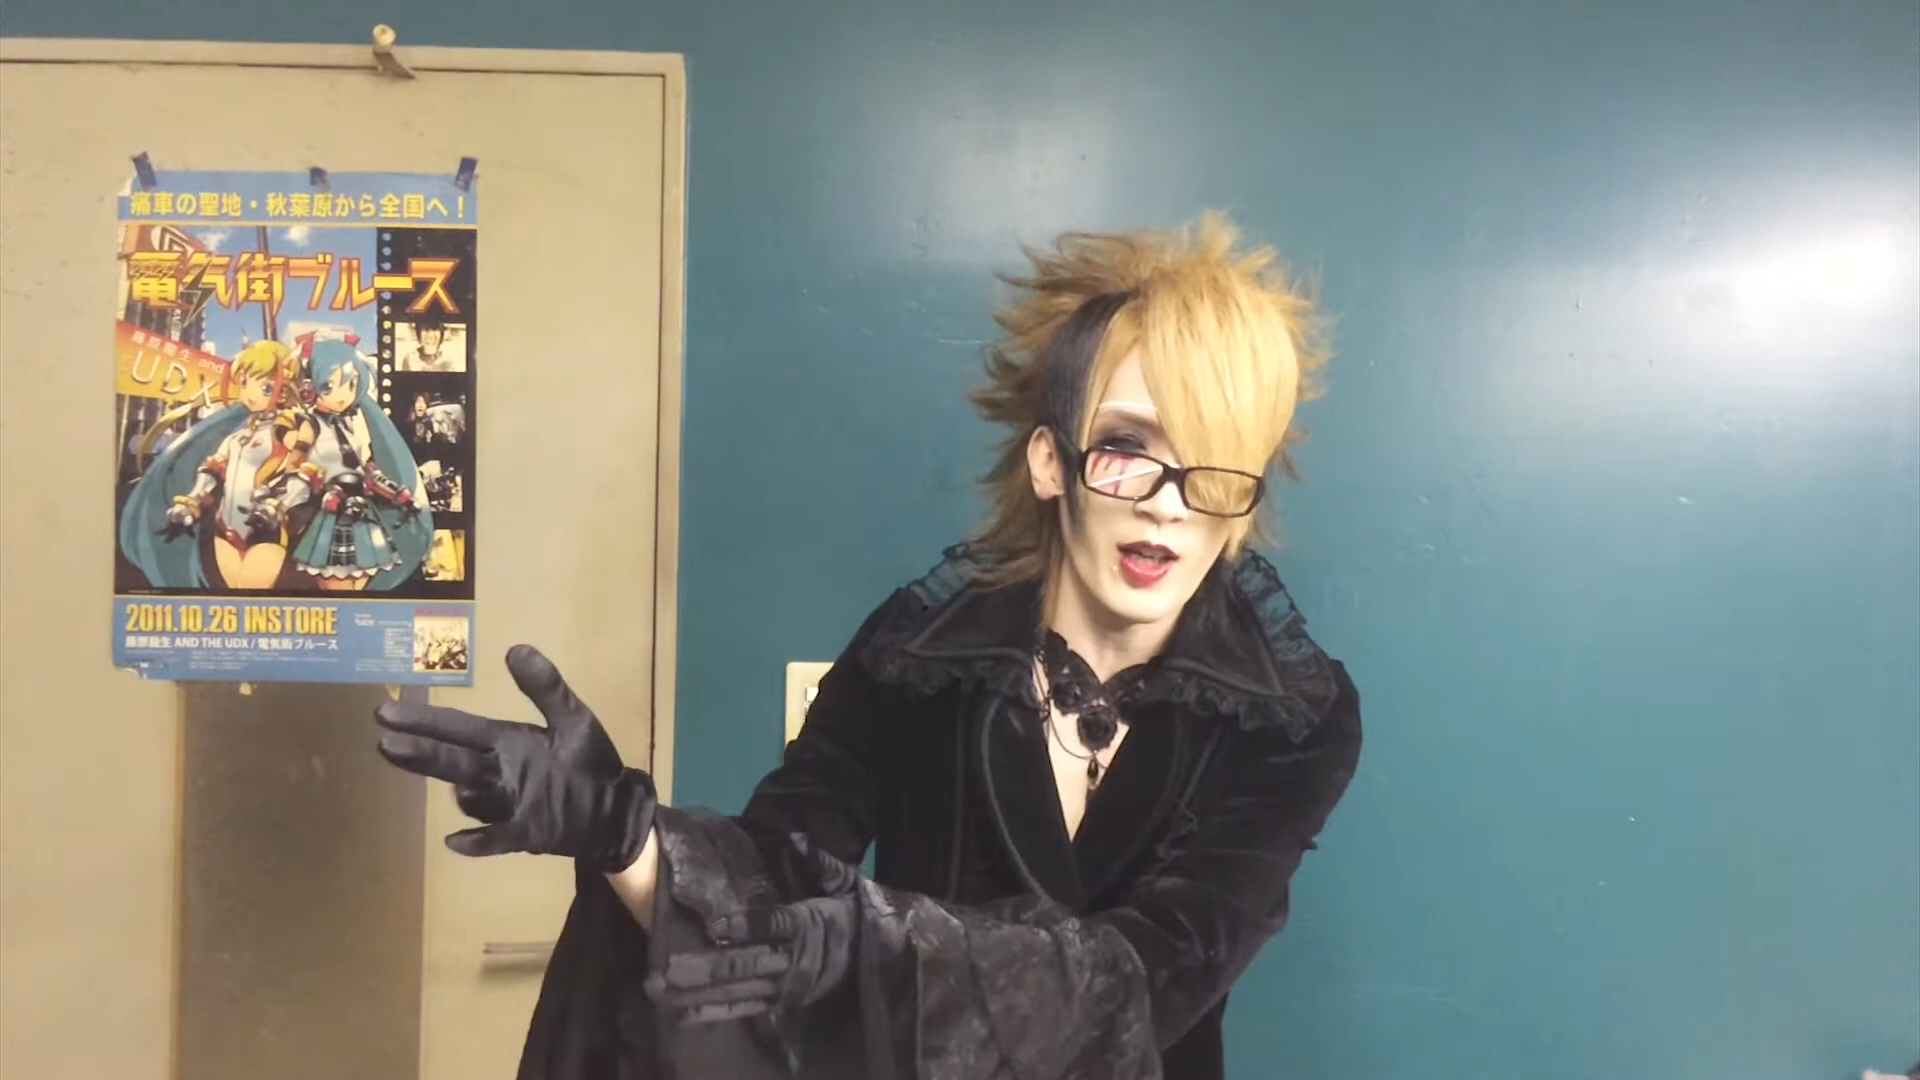 痛車の聖地・秋葉原から全国へ！
電気街ブルース
and
UDX
2011.10.26 INSTORE
AND THE UDX / 電気街ブルース